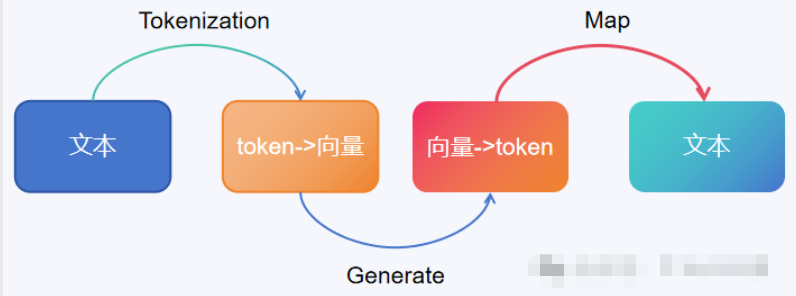 Tokenization
Map
文本
token->向量
向量->token
文本
Generate